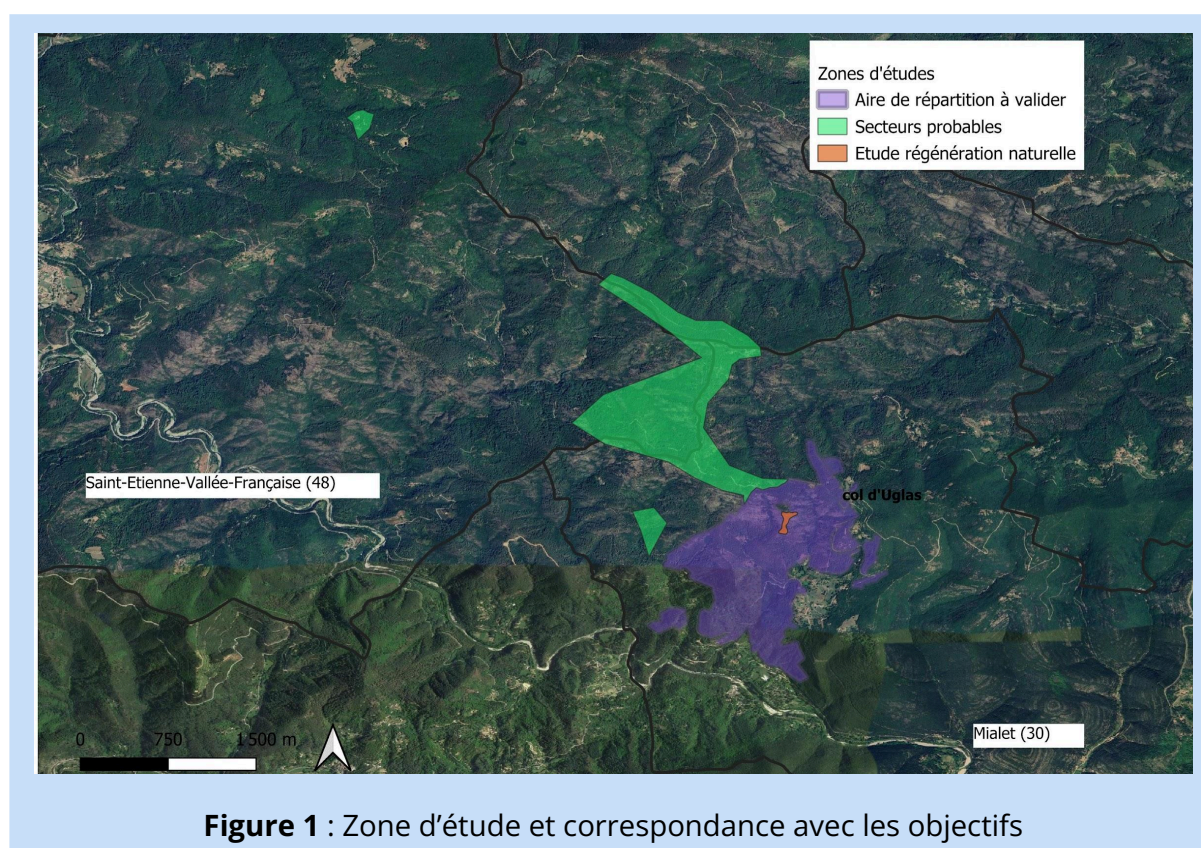 Zones d'études
Aire de répartition à valider
Secteurs probables
Etude régénération naturelle
col d'Uglas
Saint-Etienne-Vallée-Française (48)
Mialet (30)
0 750 1 500 m
Figure 1 : Zone d’étude et correspondance avec les objectifs